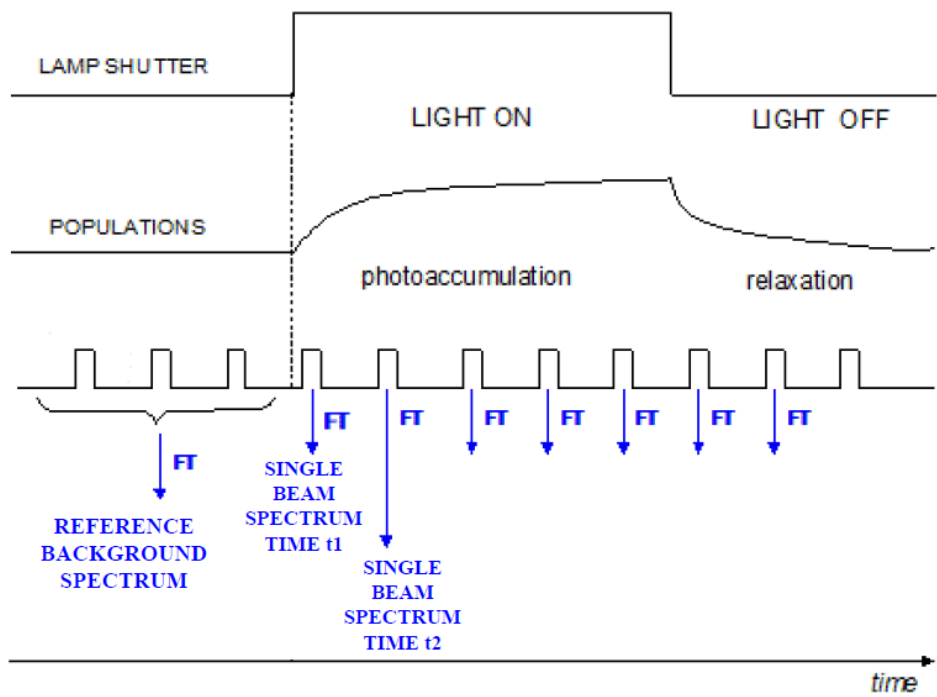 LAMP SHUTTER
LIGHT ON
LIGHT OFF
POPULATIONS
photoaccumulation
relaxation
FT
FT
FT
FT
FT
FT
FT
FT
REFERENCE
BACKGROUND
SPECTRUM
SINGLE
BEAM
SPECTRUM
TIME t1
SINGLE
BEAM
SPECTRUM
TIME t2
time